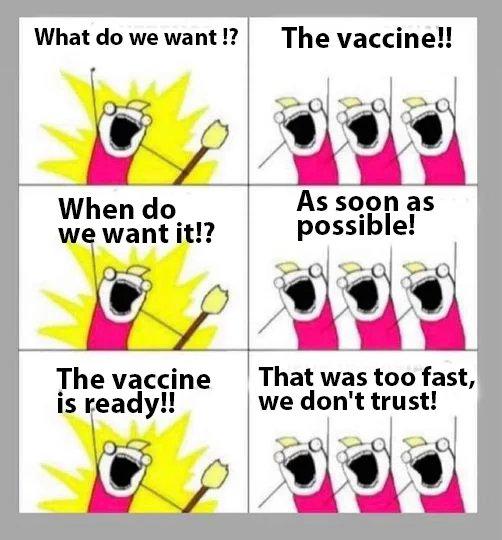 What do we want !?
The vaccine!!
When do
we want it!?
As soon as
possible!
The vaccine
is ready!!
That was too fast,
we don't trust!